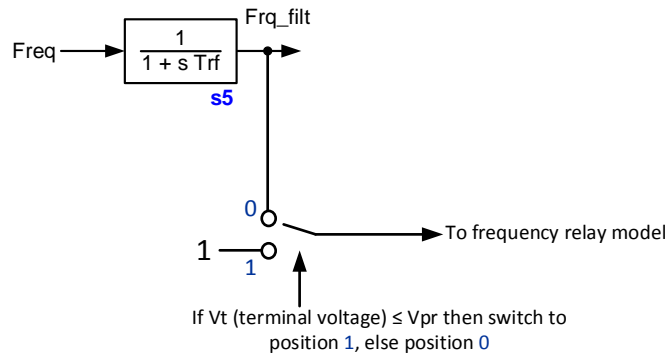 Frq_filt
Freq
1
1 + s Trf
s5
0
To frequency relay model
1
1
If Vt (terminal voltage) ≤ Vpr then switch to
position 1, else position 0